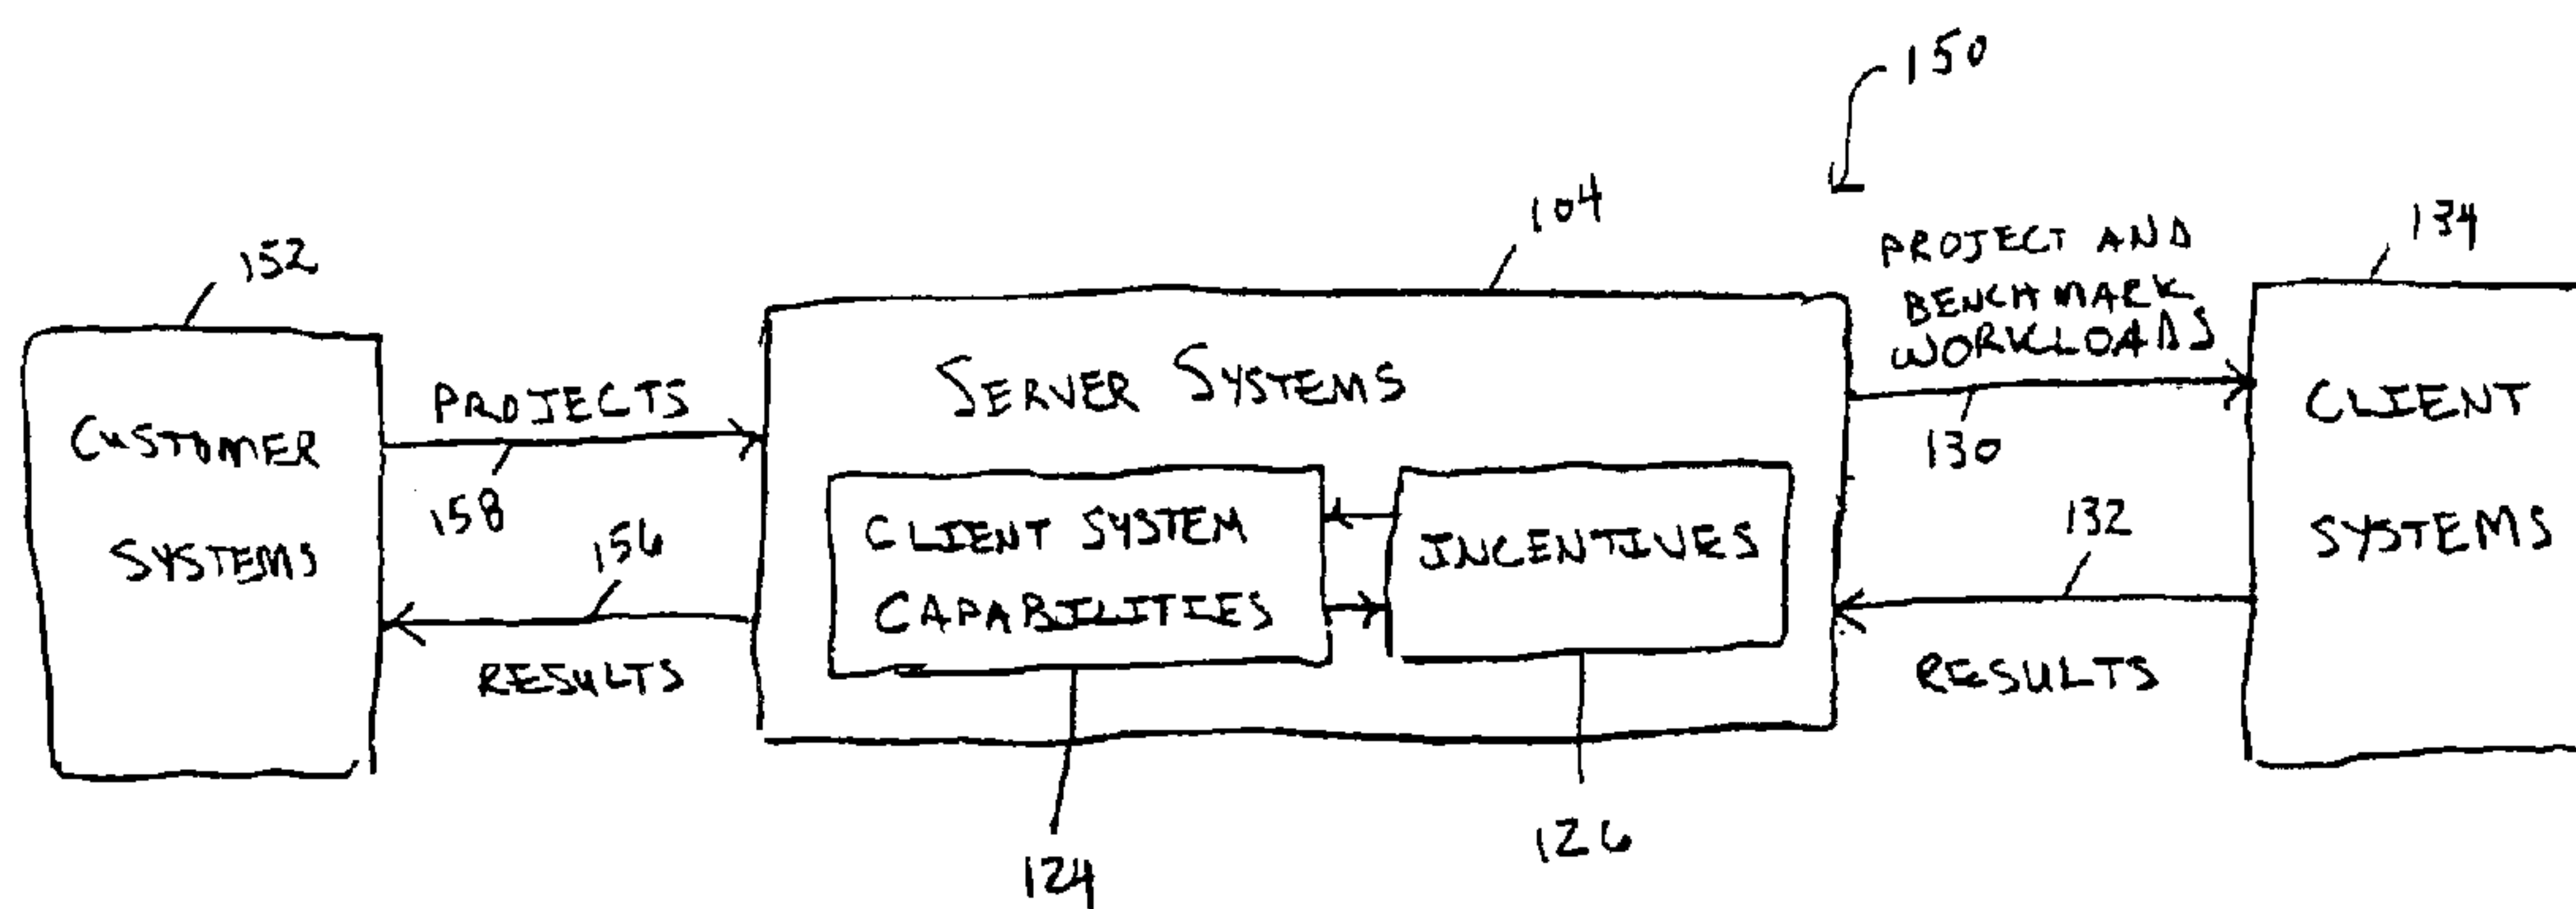 150
104
134
152
PROJECT AND
BENCHMARK
WORKLOADS
SERVER SYSTEMS
PROJECTS
CLIENT
SYSTEMS
CUSTOMER
SYSTEMS
130
158
132
156
CLIENT SYSTEM
CAPABILITIES
INCENTIVES
RESULTS
RESULTS
126
124